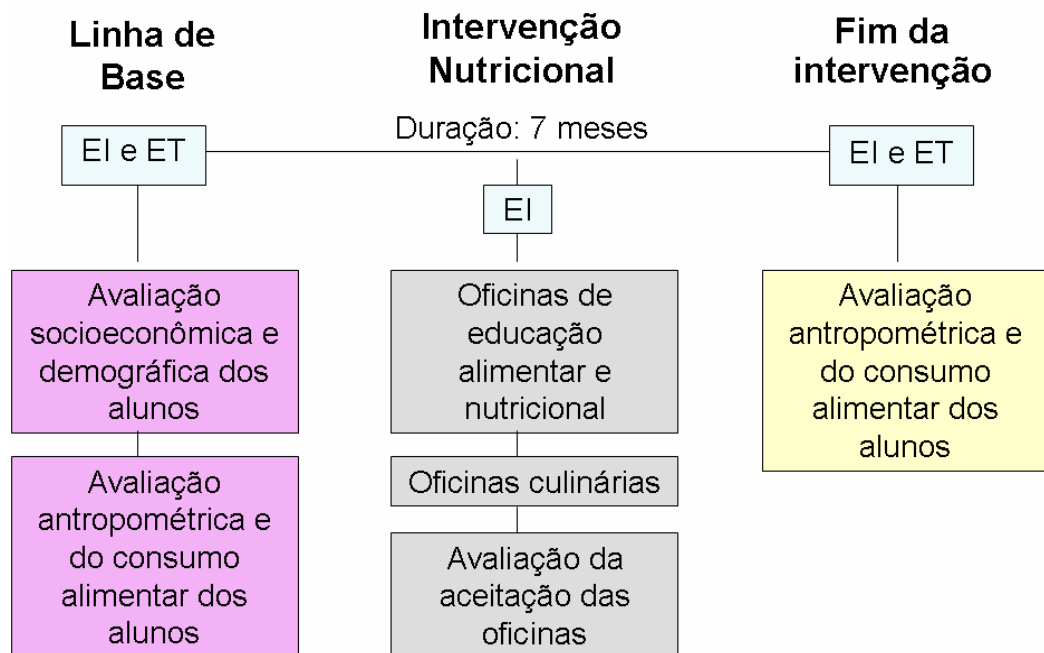 Linha de
Base
Intervenção
Nutricional
Fim da
intervenção
Duração: 7 meses
EI e ET
EI
EI e ET
Avaliação
socioeconômica e
demográfica dos
alunos
Avaliação
antropométrica e
do consumo
alimentar dos
alunos
Oficinas de
educação
alimentar e
nutricional
Oficinas culinárias
Avaliação da
aceitação das
oficinas
Avaliação
antropométrica e
do consumo
alimentar dos
alunos